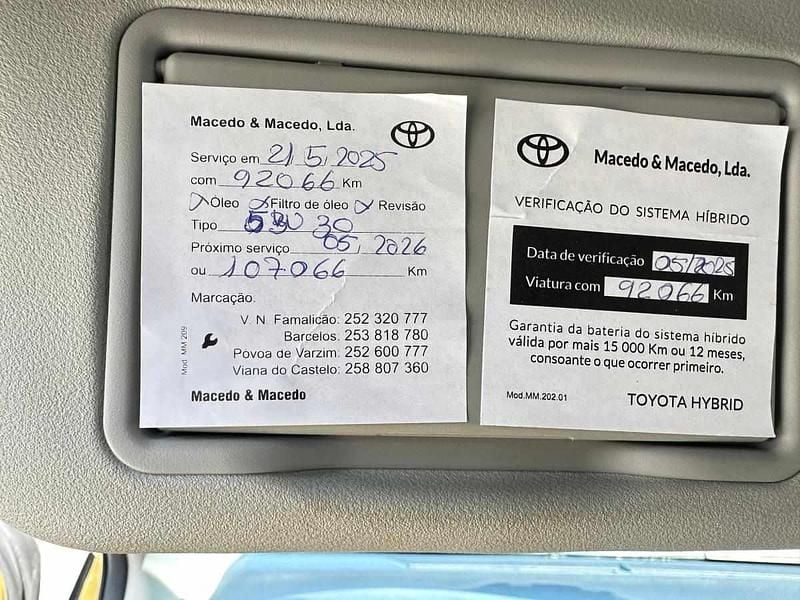 Macedo & Macedo, Lda.
Serviço em 21/5/2025
com 92066 Km
Óleo Filtro de óleo Revisão
Tipo 5W 30
Próximo serviço 05/2026
ou 107066 Km
Marcação.
V. N. Famalicão: 252 320 777
Barcelos: 253 818 780
Póvoa de Varzim: 252 600 777
Viana do Castelo: 258 807 360
Mod. MM 209
Macedo & Macedo
Macedo & Macedo, Lda.
VERIFICAÇÃO DO SISTEMA HÍBRIDO
Data de verificação 05/2025
Viatura com 92066 Km
Garantia da bateria do sistema híbrido
válida por mais 15 000 Km ou 12 meses,
consoante o que ocorrer primeiro.
Mod.MM.202.01
TOYOTA HYBRID